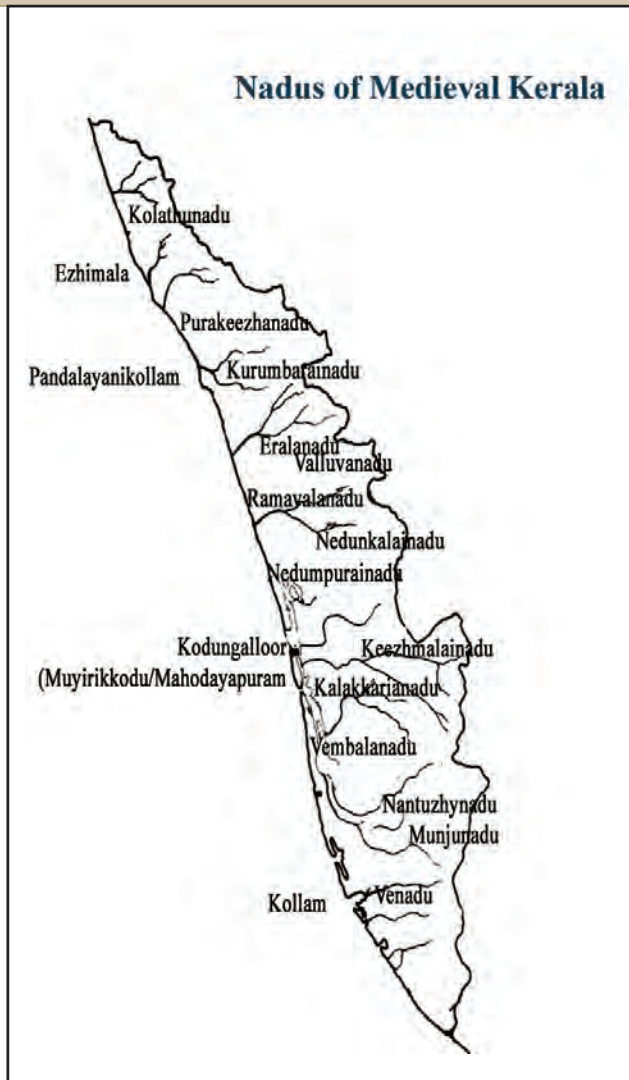 Nadus of Medieval Kerala
Kolathunadu
Ezhimala
Purakeezhanadu
Pandalayanikollam
Kurumbarainadu
Eralanadu
Valluvanadu
Ramavalanadu
Nedunkalainadu
Nedumpurainadu
Kodungalloor
Keezhmalainadu
(Muyirikkodu/Mahodayapuram
Kalakkarianadu
Vembalanadu
Nantuzhynadu
Munjunadu
Kollam
Venadu